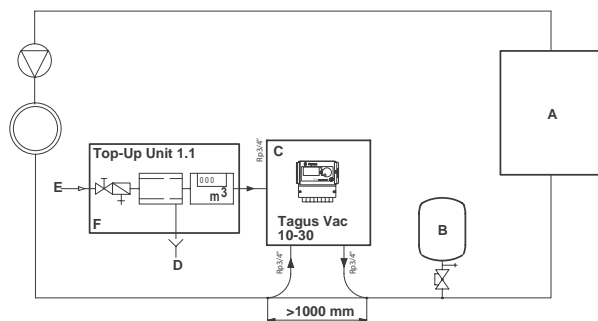 A
Top-Up Unit 1.1
Rp3/4"
C
E
000
m3
F
Tagus Vac
10-30
B
D
Rp3/4"
Rp3/4"
>1000 mm